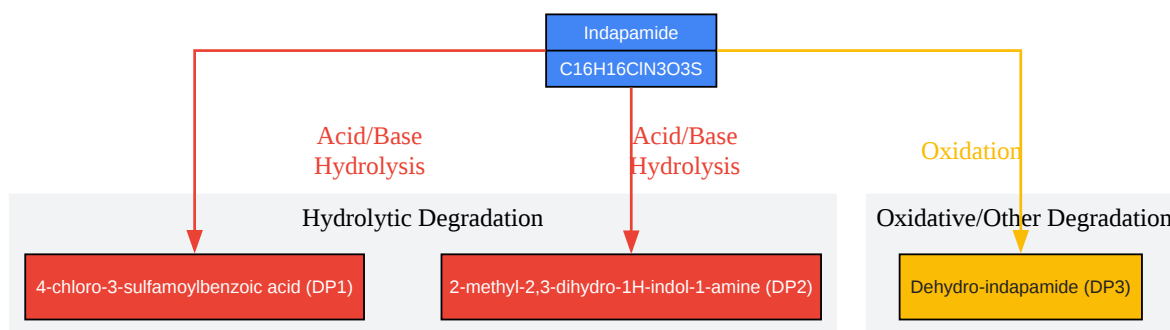 Indapamide
C16H16ClN3O3S
Acid/Base
Hydrolysis
Acid/Base
Hydrolysis
Oxidation
Hydrolytic Degradation
Oxidative/Other Degradation
4-chloro-3-sulfamoylbenzoic acid (DP1)
2-methyl-2,3-dihydro-1H-indol-1-amine (DP2)
Dehydro-indapamide (DP3)